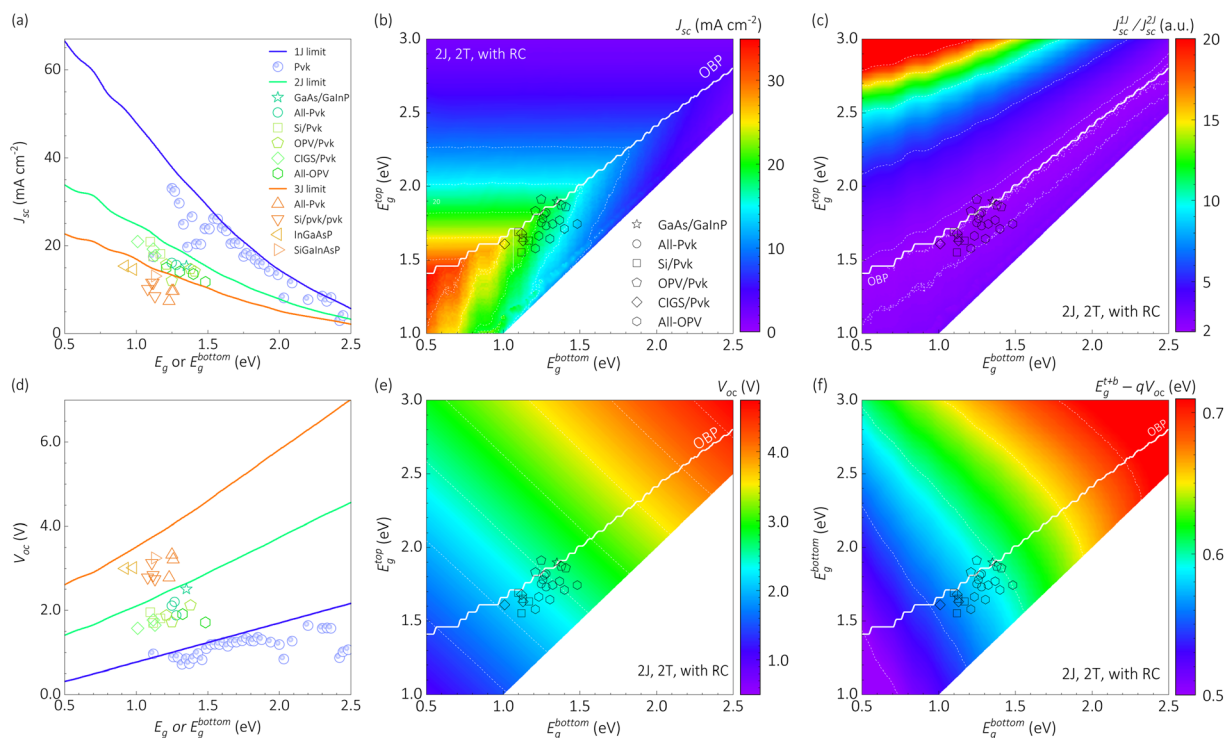 (a)
60
40
20
0
J_sc (mA cm⁻²)
0.5 1.0 1.5 2.0 2.5
E_g or E_g^bottom (eV)
1J limit
Pvk
2J limit
GaAs/GaInP
All-Pvk
Si/Pvk
OPV/Pvk
CIGS/Pvk
All-OPV
3J limit
All-Pvk
Si/pvk/pvk
InGaAsP
SiGaInAsP
(b)
J_sc (mA cm⁻²)
2J, 2T, with RC
OBP
20
3.0
2.5
2.0
1.5
1.0
E_g^top (eV)
0.5 1.0 1.5 2.0 2.5
E_g^bottom (eV)
GaAs/GaInP
All-Pvk
Si/Pvk
OPV/Pvk
CIGS/Pvk
All-OPV
30
20
10
0
(c)
J_sc^1J / J_sc^2J (a.u.)
3.0
2.5
2.0
1.5
1.0
E_g^top (eV)
OBP
OBP
2J, 2T, with RC
0.5 1.0 1.5 2.0 2.5
E_g^bottom (eV)
20
15
10
5
2
(d)
6.0
4.0
2.0
0.0
V_oc (V)
0.5 1.0 1.5 2.0 2.5
E_g or E_g^bottom (eV)
(e)
V_oc (V)
3.0
2.5
2.0
1.5
1.0
E_g^top (eV)
OBP
2J, 2T, with RC
0.5 1.0 1.5 2.0 2.5
E_g^bottom (eV)
4.0
3.0
2.0
1.0
(f)
E_g^t+b − qV_oc (eV)
3.0
2.5
2.0
1.5
1.0
E_g^bottom (eV)
OBP
2J, 2T, with RC
0.5 1.0 1.5 2.0 2.5
E_g^bottom (eV)
0.7
0.6
0.5